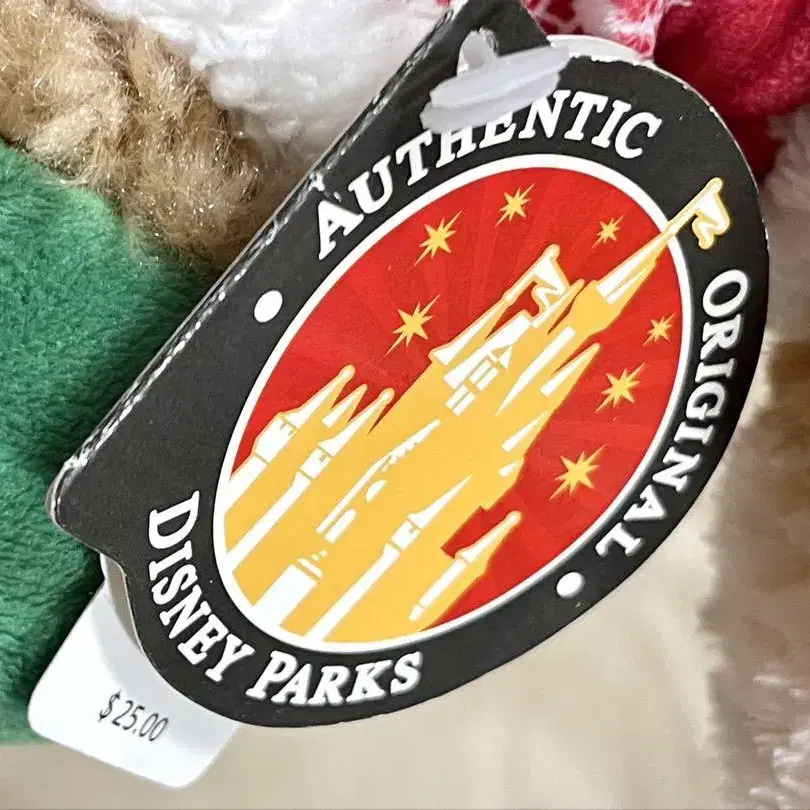 AUTHENTIC
ORIGINAL
DISNEY PARKS
$25.00